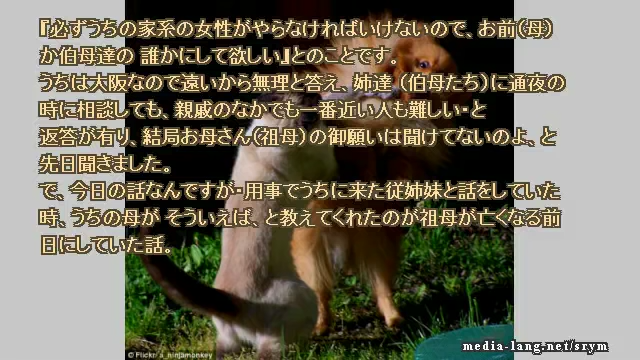 『必ずうちの家系の女性がやらなければいけないので、お前（母）
か伯母達の 誰かにして欲しい』とのことです。
うちは大阪なので遠いから無理と答え、姉達（伯母たち）に通夜の
時に相談しても、親戚のなかでも一番近い人も難しい・と
返答が有り、結局お母さん（祖母）の御願いは聞けてないのよ、と
先日聞きました。
で、今日の話なんですが・用事でうちに来た従姉妹と話をしていた
時、うちの母が そういえば、と教えてくれたのが祖母が亡くなる前
日にしていた話。
© Flickr/ a_ninjamonkey
media-lang.net/srym